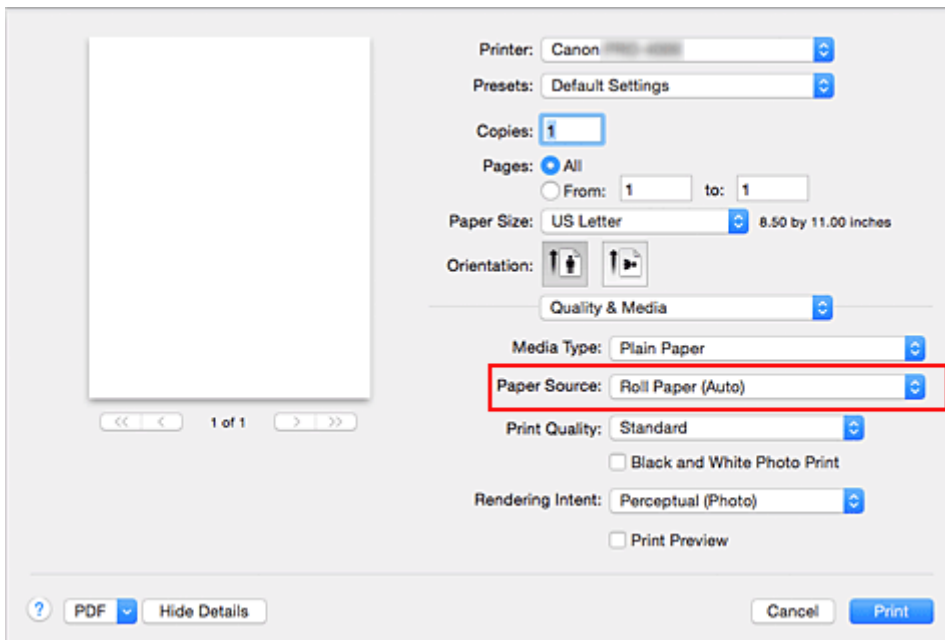 Printer: Canon
Presets: Default Settings
Copies: 1
Pages: All
From: 1 to: 1
Paper Size: US Letter 8.50 by 11.00 inches
Orientation:
Quality & Media
Media Type: Plain Paper
Paper Source: Roll Paper (Auto)
1 of 1
Print Quality: Standard
Black and White Photo Print
Rendering Intent: Perceptual (Photo)
Print Preview
? PDF Hide Details Cancel Print